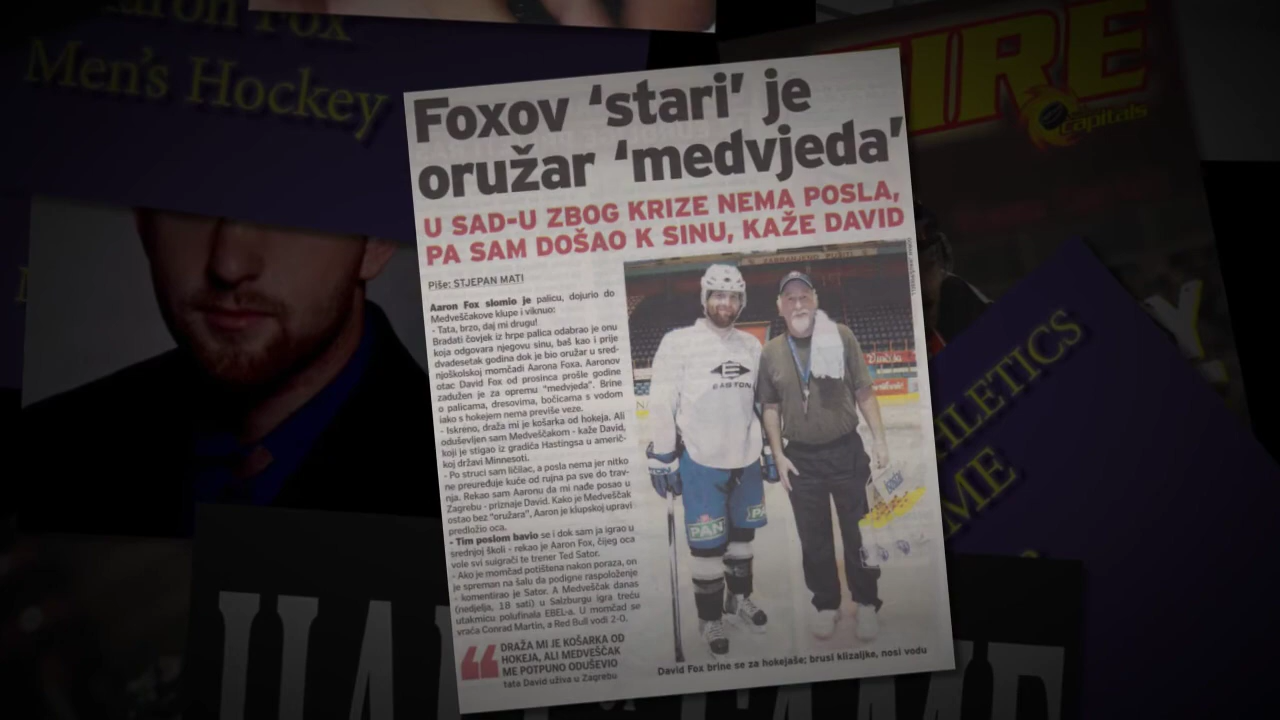 Aaron Fox
Men's Hockey
FIRE
Capitals
Foxov ‘stari’ je
oružar ‘medvjeda’
U SAD-U ZBOG KRIZE NEMA POSLA,
PA SAM DOŠAO K SINU, KAŽE DAVID
Piše: STJEPAN MATI
Aaron Fox slomio je palicu, dojurio do
Medveščakove klupe i viknuo:
- Tata, brzo, daj mi drugu!
Bradati čovjek iz hrpe palica odabrao je onu
koja odgovara njegovu sinu, baš kao i prije
dvadesetak godina dok je bio oružar u sred-
njoškolskoj momčadi Aarona Foxa. Aaronov
otac David Fox od prosinca prošle godine
zadužen je za opremu "medvjeda". Brine
o palicama, dresovima, bočicama s vodom
iako s hokejem nema previše veze.
- Iskreno, draža mi je košarka od hokeja. Ali
oduševljen sam Medveščakom - kaže David,
koji je stigao iz gradića Hastingsa u američ-
koj državi Minnesoti.
- Po struci sam ličilac, a posla nema jer nitko
ne preuređuje kuće od rujna pa sve do trav-
nja. Rekao sam Aaronu da mi nađe posao u
Zagrebu - priznaje David. Kako je Medveščak
ostao bez "oružara", Aaron je klupskoj upravi
predložio oca.
- Tim poslom bavio se i dok sam ja igrao u
srednjoj školi - rekao je Aaron Fox, čijeg oca
vole svi suigrači te trener Ted Sator.
- Ako je momčad potištena nakon poraza, on
je spreman na šalu da podigne raspoloženje
- komentirao je Sator. A Medveščak danas
(nedjelja, 18 sati) u Salzburgu igra treću
utakmicu polufinala EBEL-a. U momčad se
vraća Conrad Martin, a Red Bull vodi 2-0.
DRAŽA MI JE KOŠARKA OD
HOKEJA, ALI MEDVEŠČAK
ME POTPUNO ODUŠEVIO
tata David uživa u Zagrebu
EASTON
PAN
PAN
David Fox brine se za hokejaše; brusi klizaljke, nosi vodu